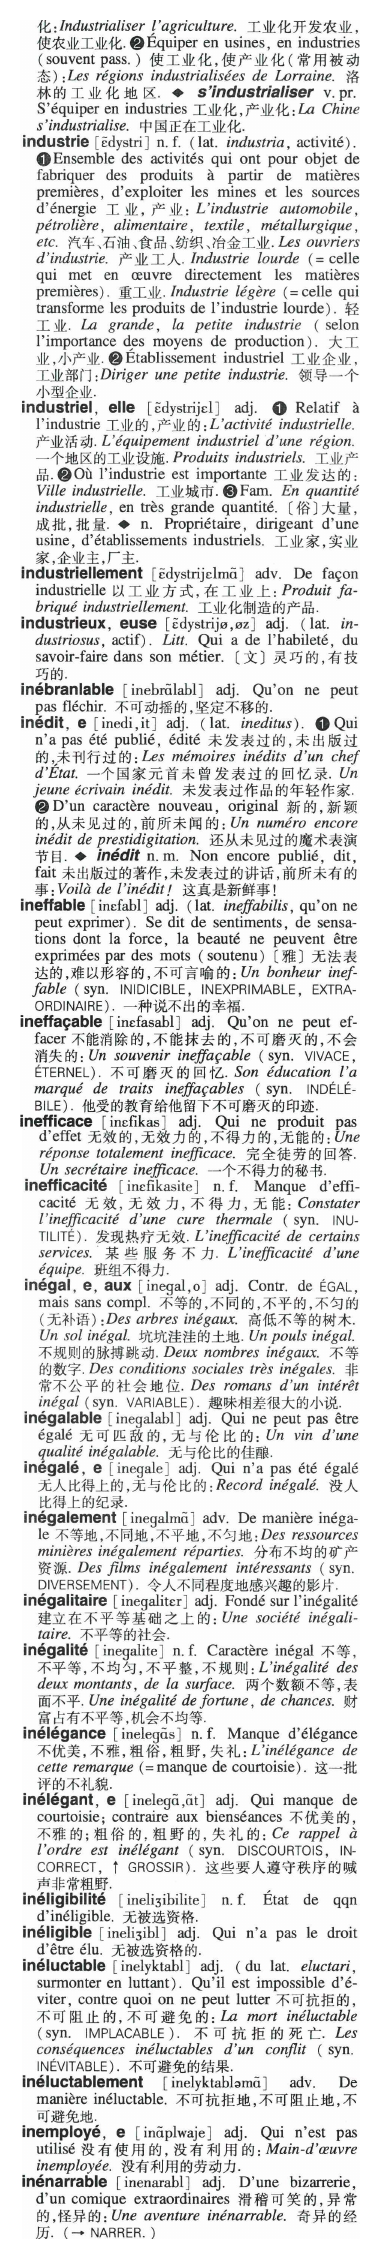 化:Industrialiser l'agriculture. 工业化开发农业,
使农业工业化. ❷Équiper en usines, en industries
(souvent pass.) 使工业化,使产业化(常用被动
态):Les régions industrialisées de Lorraine. 洛
林的工业化地区. ◆ s'industrialiser v. pr.
S'équiper en industries 工业化,产业化:La Chine
s'industrialise. 中国正在工业化.
industrie [ɛ̃dystri] n. f. (lat. industria, activité).
❶Ensemble des activités qui ont pour objet de
fabriquer des produits à partir de matières
premières, d'exploiter les mines et les sources
d'énergie 工业,产业: L'industrie automobile,
pétrolière, alimentaire, textile, métallurgique,
etc. 汽车、石油、食品、纺织、冶金工业. Les ouvriers
d'industrie. 产业工人. Industrie lourde (= celle
qui met en œuvre directement les matières
premières). 重工业. Industrie légère (= celle qui
transforme les produits de l'industrie lourde). 轻
工业. La grande, la petite industrie (selon
l'importance des moyens de production). 大工
业,小产业. ❷Établissement industriel 工业企业,
工业部门:Diriger une petite industrie. 领导一个
小型企业.
industriel, elle [ɛ̃dystrijɛl] adj. ❶ Relatif à
l'industrie 工业的,产业的:L'activité industrielle.
产业活动. L'équipement industriel d'une région.
一个地区的工业设施. Produits industriels. 工业产
品. ❷Où l'industrie est importante 工业发达的:
Ville industrielle. 工业城市. ❸Fam. En quantité
industrielle, en très grande quantité. 〔俗〕大量,
成批,批量. ◆ n. Propriétaire, dirigeant d'une
usine, d'établissements industriels. 工业家,实业
家,企业主,厂主.
industriellement [ɛ̃dystrijɛlmɑ̃] adv. De façon
industrielle 以工业方式,在工业上: Produit fa-
briqué industriellement. 工业化制造的产品.
industrieux, euse [ɛ̃dystrijø,øz] adj. (lat. in-
dustriosus, actif). Litt. Qui a de l'habileté, du
savoir-faire dans son métier. 〔文〕灵巧的,有技
巧的.
inébranlable [inebrɑ̃labl] adj. Qu'on ne peut
pas fléchir. 不可动摇的,坚定不移的.
inédit, e [inedi,it] adj. (lat. ineditus). ❶ Qui
n'a pas été publié, édité 未发表过的,未出版过
的,未刊行过的: Les mémoires inédits d'un chef
d'État. 一个国家元首未曾发表过的回忆录. Un
jeune écrivain inédit. 未发表过作品的年轻作家.
❷ D'un caractère nouveau, original 新的,新颖
的,从未见过的,前所未闻的: Un numéro encore
inédit de prestidigitation. 还从未见过的魔术表演
节目. ◆ inédit n. m. Non encore publié, dit,
fait 未出版过的著作,未发表过的讲话,前所未有的
事:Voilà de l'inédit! 这真是新鲜事!
ineffable [inefabl] adj. (lat. ineffabilis, qu'on ne
peut exprimer). Se dit de sentiments, de sensa-
tions dont la force, la beauté ne peuvent être
exprimées par des mots (soutenu) 〔雅〕无法表
达的,难以形容的,不可言喻的: Un bonheur inef-
fable (syn. INIDICIBLE, INEXPRIMABLE, EXTRA-
ORDINAIRE). 一种说不出的幸福.
ineffaçable [inefasabl] adj. Qu'on ne peut ef-
facer 不能消除的,不能抹去的,不可磨灭的,不会
消失的: Un souvenir ineffaçable (syn. VIVACE,
ÉTERNEL). 不可磨灭的回忆. Son éducation l'a
marqué de traits ineffaçables (syn. INDÉLÉ-
BILE). 他受的教育给他留下不可磨灭的印迹.
inefficace [inefikas] adj. Qui ne produit pas
d'effet 无效的,无效力的,不得力的,无能的: Une
réponse totalement inefficace. 完全徒劳的回答.
Un secrétaire inefficace. 一个不得力的秘书.
inefficacité [inefikasite] n. f. Manque d'effi-
cacité 无效,无效力,不得力,无能: Constater
l'inefficacité d'une cure thermale (syn. INU-
TILITÉ). 发现热疗无效. L'inefficacité de certains
services. 某些服务不力. L'inefficacité d'une
équipe. 班组不得力.
inégal, e, aux [inegal,o] adj. Contr. de ÉGAL,
mais sans compl. 不等的,不同的,不平的,不匀的
(无补语):Des arbres inégaux. 高低不等的树木.
Un sol inégal. 坑坑洼洼的土地. Un pouls inégal.
不规则的脉搏跳动. Deux nombres inégaux. 不等
的数字. Des conditions sociales très inégales. 非
常不公平的社会地位. Des romans d'un intérêt
inégal (syn. VARIABLE). 趣味相差很大的小说.
inégalable [inegalabl] adj. Qui ne peut pas être
égalé 无可匹敌的,无与伦比的: Un vin d'une
qualité inégalable. 无与伦比的佳酿.
inégalé, e [inegale] adj. Qui n'a pas été égalé
无人比得上的,无与伦比的:Record inégalé. 没人
比得上的纪录.
inégalement [inegalmɑ̃] adv. De manière inéga-
le 不等地,不同地,不平地,不匀地:Des ressources
minières inégalement réparties. 分布不均的矿产
资源. Des films inégalement intéressants (syn.
DIVERSEMENT). 令人不同程度地感兴趣的影片.
inégalitaire [inegalitɛr] adj. Fondé sur l'inégalité
建立在不平等基础之上的: Une société inégali-
taire. 不平等的社会.
inégalité [inegalite] n. f. Caractère inégal 不等,
不平等,不均匀,不平整,不规则: L'inégalité des
deux montants, de la surface. 两个数额不等,表
面不平. Une inégalité de fortune, de chances. 财
富占有不平等,机会不均等.
inélégance [inelegɑ̃s] n. f. Manque d'élégance
不优美,不雅,粗俗,粗野,失礼: L'inélégance de
cette remarque (= manque de courtoisie). 这一批
评的不礼貌.
inélégant, e [inelegɑ̃,ɑ̃t] adj. Qui manque de
courtoisie; contraire aux bienséances 不优美的,
不雅的;粗俗的,粗野的,失礼的: Ce rappel à
l'ordre est inélégant (syn. DISCOURTOIS, IN-
CORRECT, ↑ GROSSIR). 这些要人遵守秩序的喊
声非常粗野.
inéligibilité [ineliʒibilite] n. f. État de qqn
d'inéligible. 无被选资格.
inéligible [ineliʒibl] adj. Qui n'a pas le droit
d'être élu. 无被选资格的.
inéluctable [inelyktabl] adj. (du lat. eluctari,
surmonter en luttant). Qu'il est impossible d'é-
viter, contre quoi on ne peut lutter 不可抗拒的,
不可阻止的,不可避免的: La mort inéluctable
(syn. IMPLACABLE). 不可抗拒的死亡. Les
conséquences inéluctables d'un conflit (syn.
INÉVITABLE). 不可避免的结果.
inéluctablement [inelyktabləmɑ̃] adv. De
manière inéluctable. 不可抗拒地,不可阻止地,不
可避免地.
inemployé, e [inɑ̃plwaje] adj. Qui n'est pas
utilisé 没有使用的,没有利用的: Main-d'œuvre
inemployée. 没有利用的劳动力.
inénarrable [inenarabl] adj. D'une bizarrerie,
d'un comique extraordinaires 滑稽可笑的,异常
的,怪异的: Une aventure inénarrable. 奇异的经
历. (→ NARRER.)